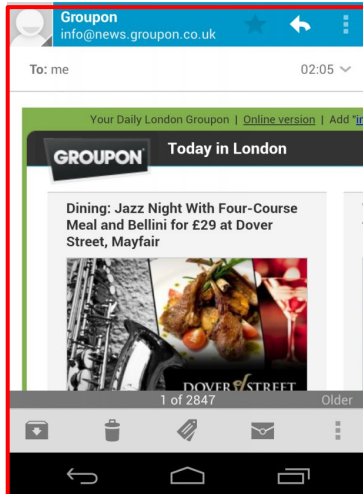 Groupon
info@news.groupon.co.uk
To: me 02:05
Your Daily London Groupon | Online version | Add "in
GROUPON Today in London
Dining: Jazz Night With Four-Course
Meal and Bellini for £29 at Dover
Street, Mayfair
DOVER STREET
1 of 2847 Older